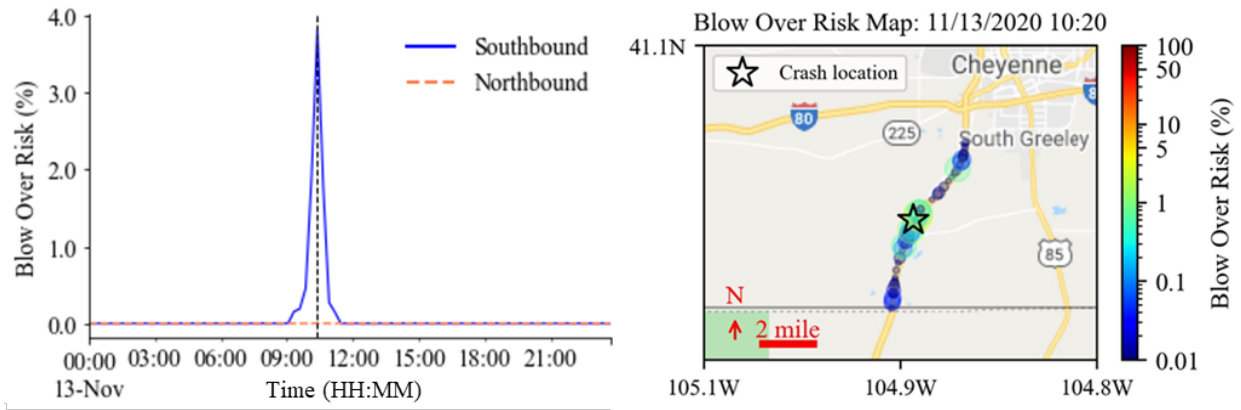 4.0
3.0
2.0
1.0
0.0
Blow Over Risk (%)
Southbound
Northbound
00:00 03:00 06:00 09:00 12:00 15:00 18:00 21:00
13-Nov
Time (HH:MM)
Blow Over Risk Map: 11/13/2020 10:20
41.1N
Crash location
Cheyenne
80
8
225
South Greeley
85
N
2 mile
105.1W 104.9W 104.8W
100
50
10
5
1
0.1
0.01
Blow Over Risk (%)